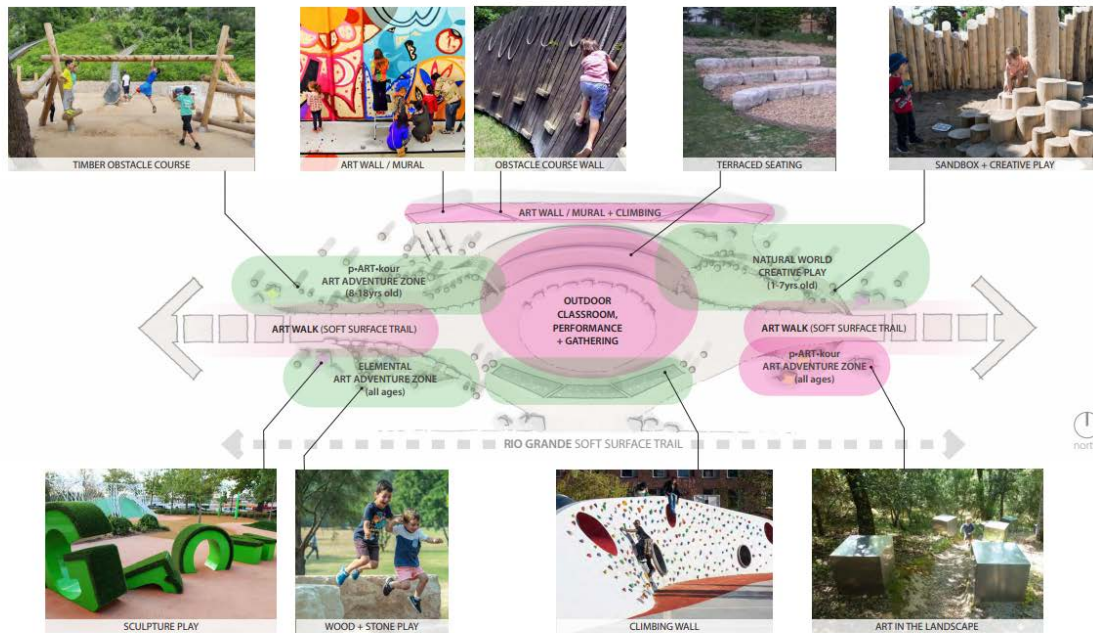 TIMBER OBSTACLE COURSE
ART WALL / MURAL
OBSTACLE COURSE WALL
TERRACED SEATING
SANDBOX + CREATIVE PLAY
ART WALL / MURAL + CLIMBING
p•ART•kour
ART ADVENTURE ZONE
(8-18yrs old)
NATURAL WORLD
CREATIVE PLAY
(1-7yrs old)
OUTDOOR
CLASSROOM,
PERFORMANCE
+ GATHERING
ART WALK (SOFT SURFACE TRAIL)
ART WALK (SOFT SURFACE TRAIL)
ELEMENTAL
ART ADVENTURE ZONE
(all ages)
p•ART•kour
ART ADVENTURE ZONE
(all ages)
RIO GRANDE SOFT SURFACE TRAIL
nort
SCULPTURE PLAY
WOOD + STONE PLAY
CLIMBING WALL
ART IN THE LANDSCAPE